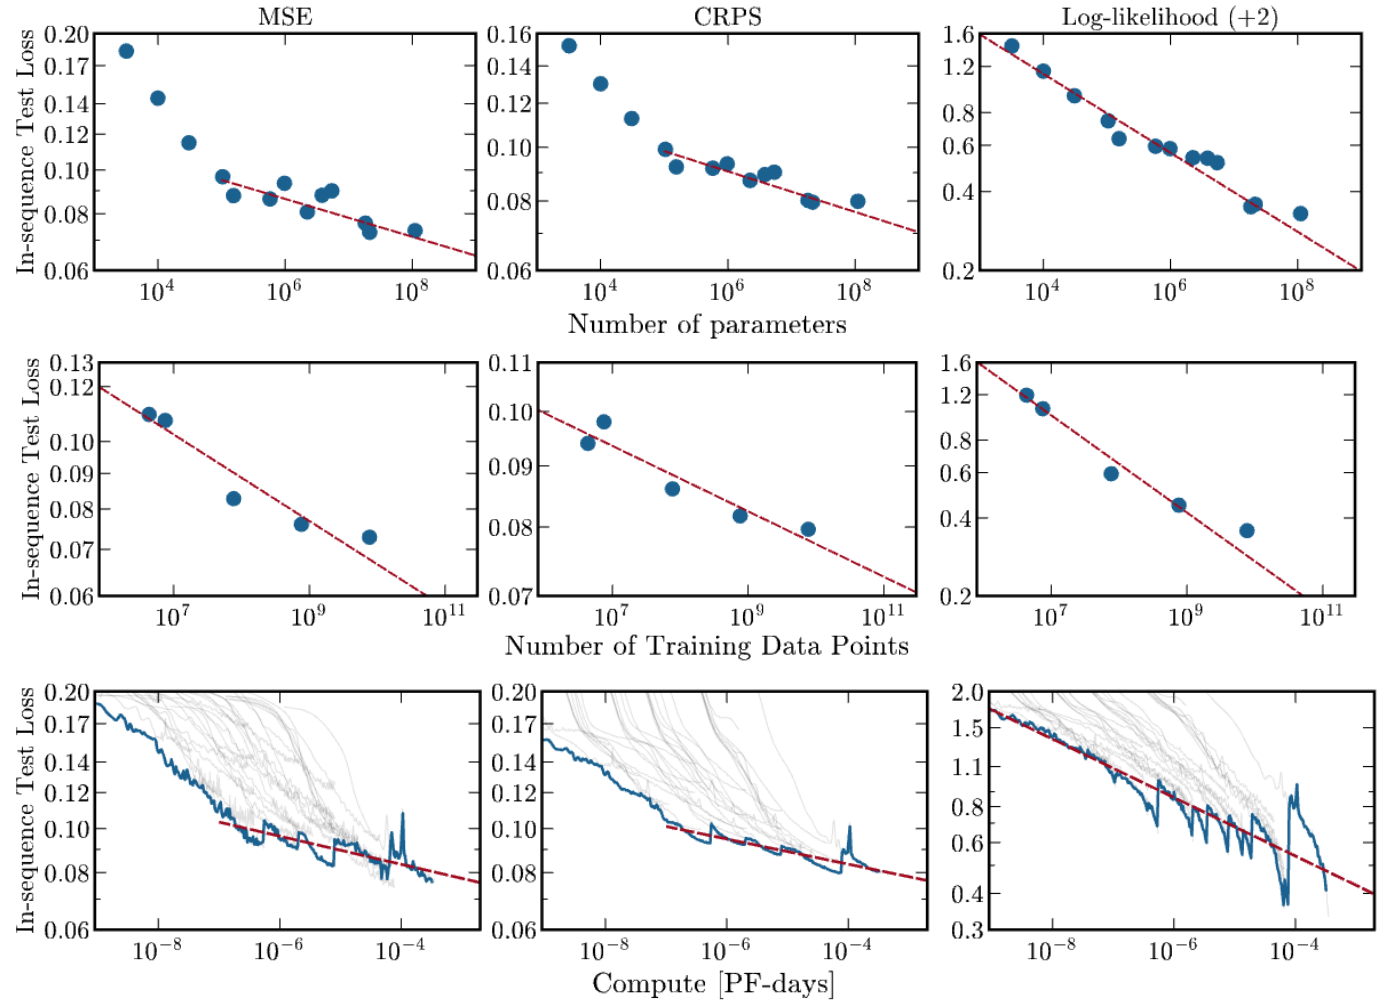 MSE CRPS Log-likelihood (+2)
In-sequence Test Loss
0.20 0.17 0.14 0.12 0.10 0.08 0.06
10^4 10^6 10^8
0.16 0.14 0.12 0.10 0.08 0.06
10^4 10^6 10^8
1.6 1.2 0.8 0.6 0.4 0.2
10^4 10^6 10^8
Number of parameters
In-sequence Test Loss
0.13 0.12 0.10 0.09 0.08 0.07 0.06
10^7 10^9 10^11
0.11 0.10 0.09 0.08 0.07
10^7 10^9 10^11
1.6 1.2 0.8 0.6 0.4 0.2
10^7 10^9 10^11
Number of Training Data Points
In-sequence Test Loss
0.20 0.17 0.14 0.12 0.10 0.08 0.06
10^−8 10^−6 10^−4
0.20 0.17 0.14 0.12 0.10 0.08 0.06
10^−8 10^−6 10^−4
2.0 1.5 1.1 0.8 0.6 0.4 0.3
10^−8 10^−6 10^−4
Compute [PF-days]